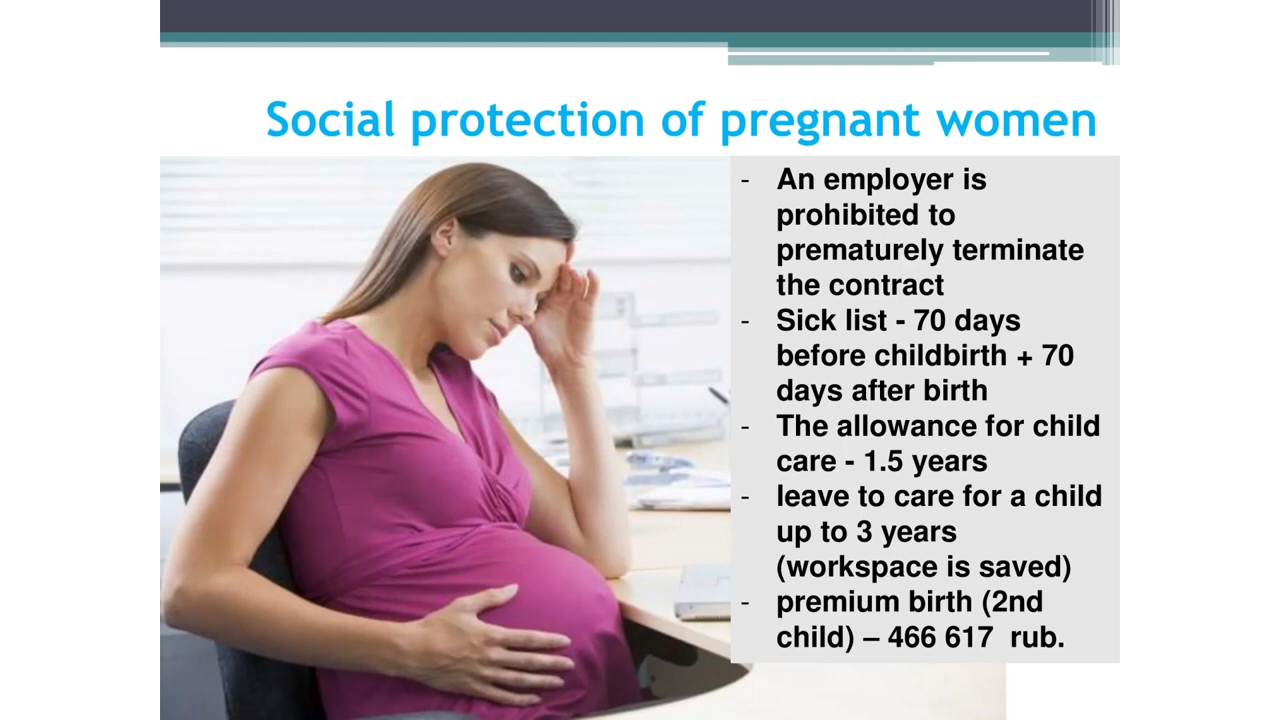 Social protection of pregnant women
- An employer is
prohibited to
prematurely terminate
the contract
- Sick list - 70 days
before childbirth + 70
days after birth
- The allowance for child
care - 1.5 years
- leave to care for a child
up to 3 years
(workspace is saved)
- premium birth (2nd
child) – 466 617  rub.